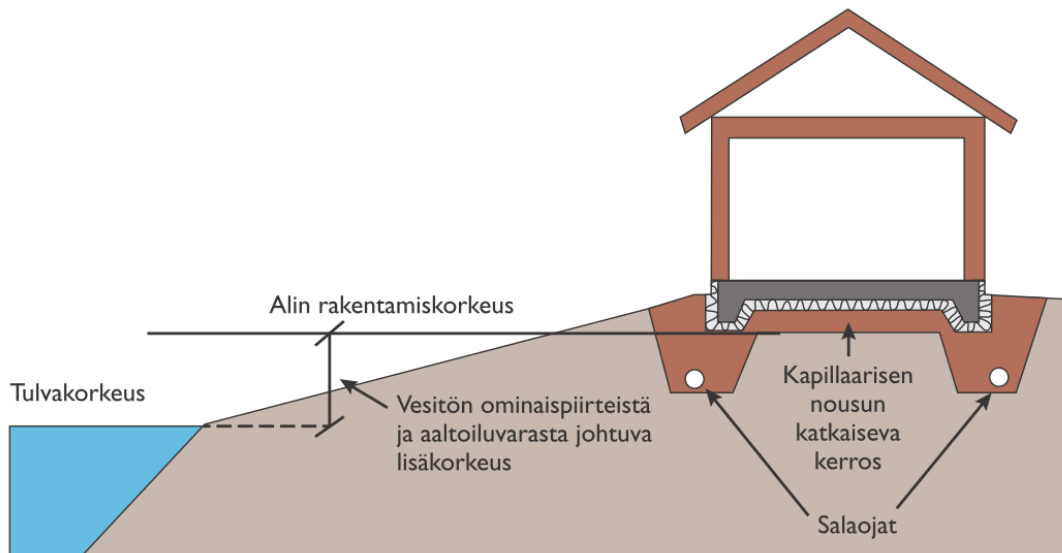 Alin rakentamiskorkeus
Tulvakorkeus
Vesitön ominaispiirteistä
ja aaltoiluvarasta johtuva
lisäkorkeus
Kapillaarisen
nousun
katkaiseva
kerros
Salaojat